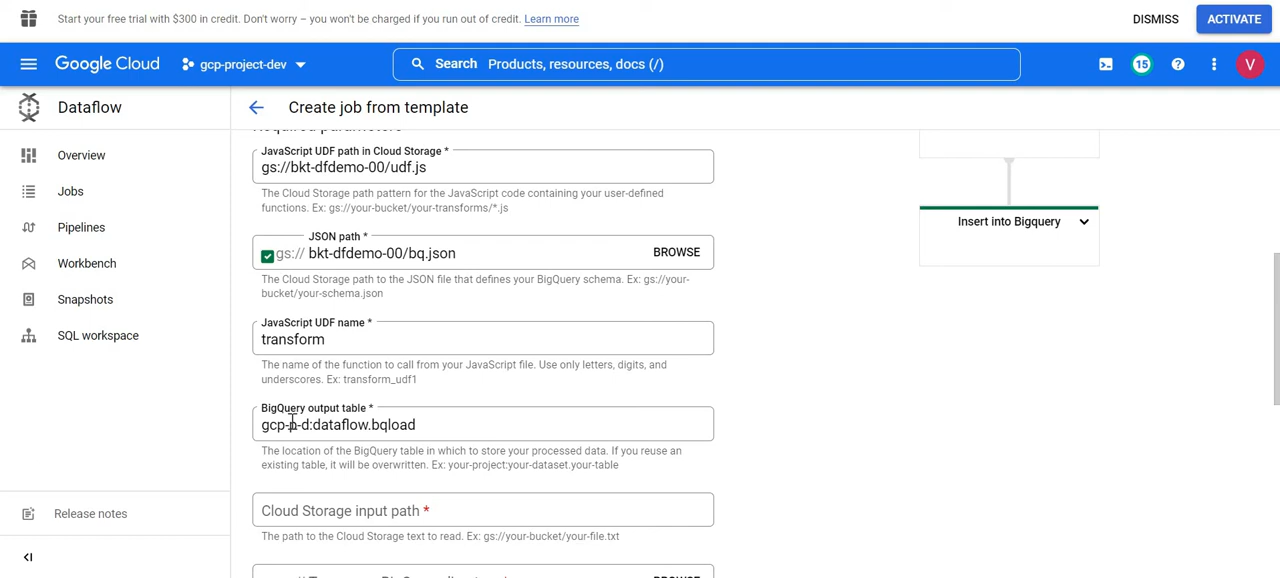 Start your free trial with $300 in credit. Don't worry – you won't be charged if you run out of credit. Learn more
DISMISS
ACTIVATE
Google Cloud
gcp-project-dev
Search Products, resources, docs (/)
15
V
Dataflow
Create job from template
Overview
Jobs
Pipelines
Workbench
Snapshots
SQL workspace
Release notes
Required parameters
JavaScript UDF path in Cloud Storage *
gs://bkt-dfdemo-00/udf.js
The Cloud Storage path pattern for the JavaScript code containing your user-defined
functions. Ex: gs://your-bucket/your-transforms/*.js
JSON path *
gs:// bkt-dfdemo-00/bq.json
BROWSE
The Cloud Storage path to the JSON file that defines your BigQuery schema. Ex: gs://your-
bucket/your-schema.json
JavaScript UDF name *
transform
The name of the function to call from your JavaScript file. Use only letters, digits, and
underscores. Ex: transform_udf1
BigQuery output table *
gcp-p-d:dataflow.bqload
The location of the BigQuery table in which to store your processed data. If you reuse an
existing table, it will be overwritten. Ex: your-project:your-dataset.your-table
Cloud Storage input path *
The path to the Cloud Storage text to read. Ex: gs://your-bucket/your-file.txt
BROWSE
Insert into Bigquery